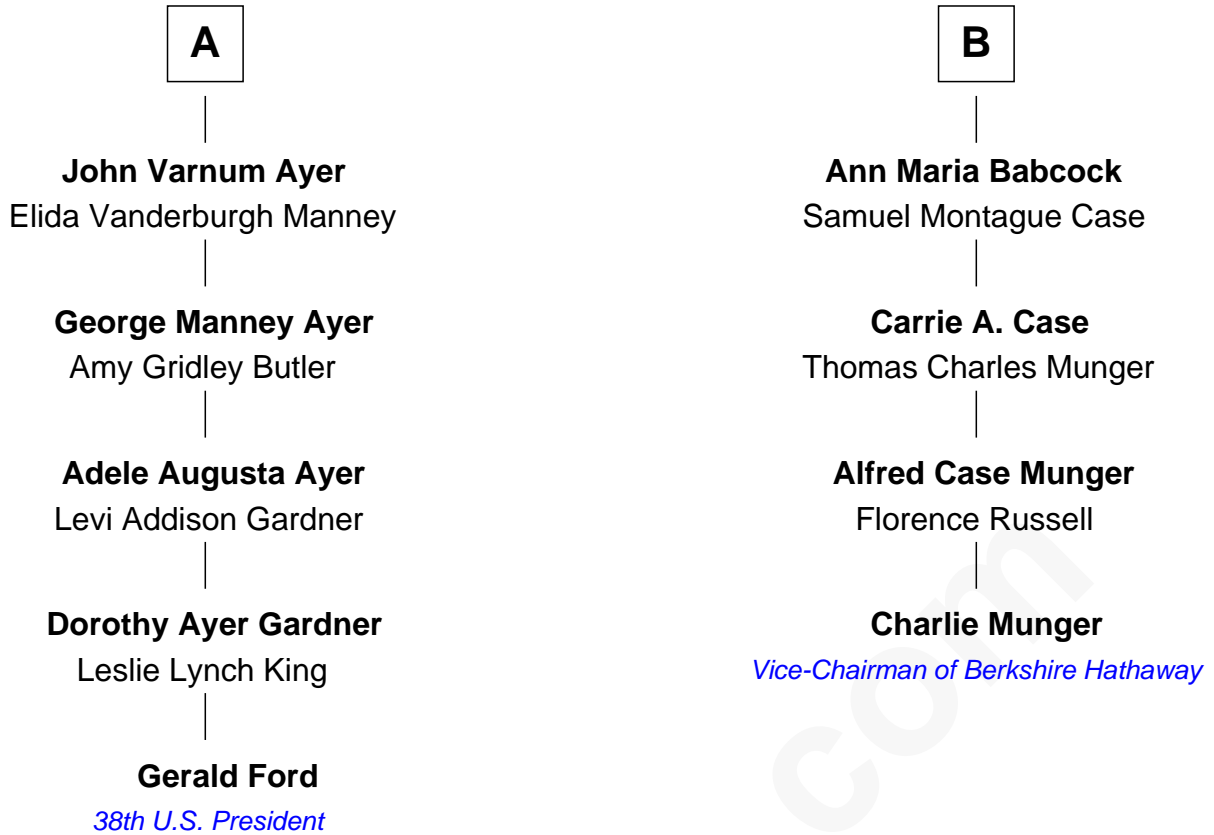 A
John Varnum Ayer
Elida Vanderburgh Manney
George Manney Ayer
Amy Gridley Butler
Adele Augusta Ayer
Levi Addison Gardner
Dorothy Ayer Gardner
Leslie Lynch King
Gerald Ford
38th U.S. President
B
Ann Maria Babcock
Samuel Montague Case
Carrie A. Case
Thomas Charles Munger
Alfred Case Munger
Florence Russell
Charlie Munger
Vice-Chairman of Berkshire Hathaway
com